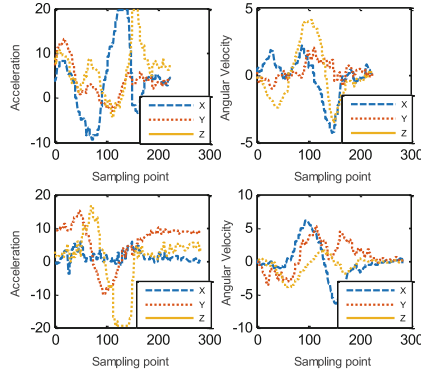 Acceleration
20
10
0
-10
0 100 200 300
Sampling point
X
Y
Z
Angular Velocity
5
0
-5
0 100 200 300
Sampling point
X
Y
Z
Acceleration
20
10
0
10
20
0 100 200 300
Sampling point
X
Y
Z
Angular Velocity
10
5
0
-5
-10
0 100 200 300
Sampling point
X
Y
Z